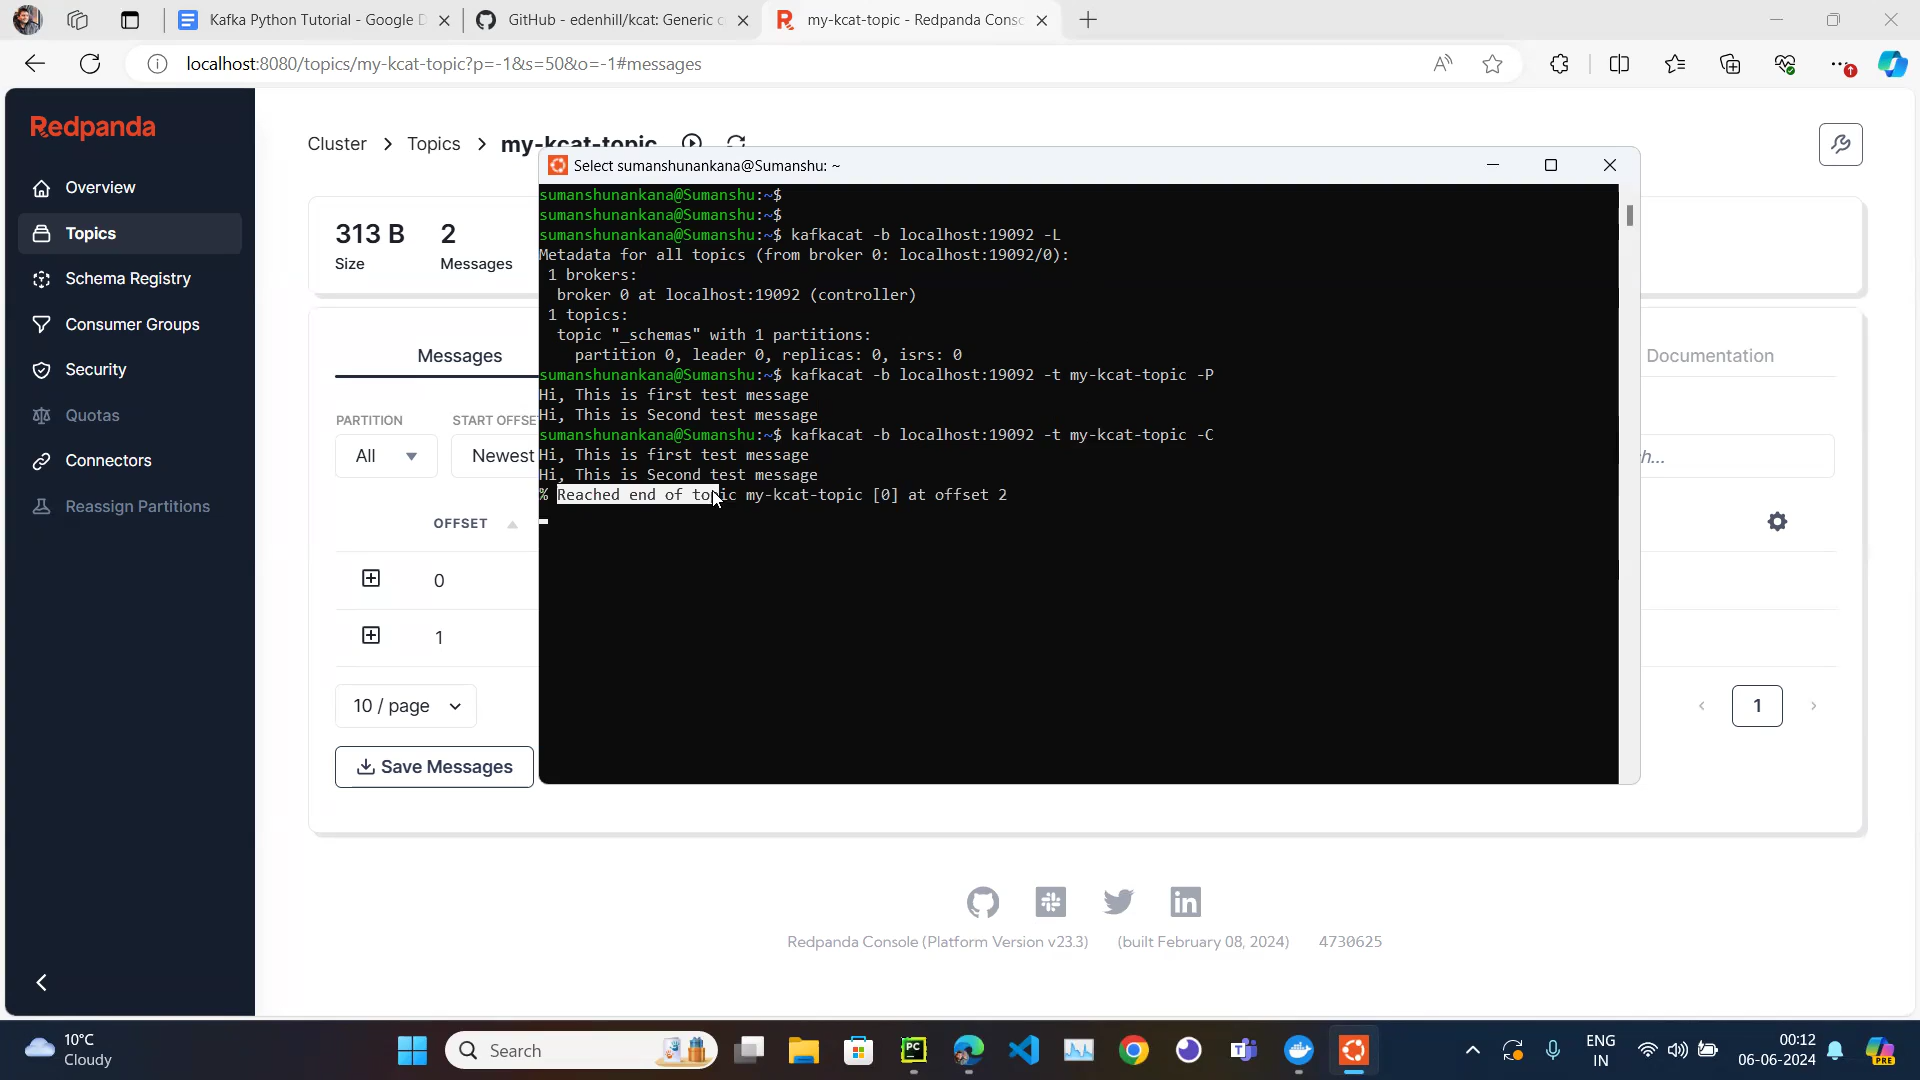 Kafka Python Tutorial - Google D
GitHub - edenhill/kcat: Generic c
my-kcat-topic - Redpanda Conso
localhost:8080/topics/my-kcat-topic?p=-1&s=50&o=-1#messages
Redpanda
Overview
Topics
Schema Registry
Consumer Groups
Security
Quotas
Connectors
Reassign Partitions
Cluster > Topics > my-kcat-topic
313 B
Size
2
Messages
Messages
Documentation
PARTITION
START OFFSE
All
Newest
h...
OFFSET
0
1
10 / page
1
Save Messages
Select sumanshunankana@Sumanshu: ~
sumanshunankana@Sumanshu:~$
sumanshunankana@Sumanshu:~$
sumanshunankana@Sumanshu:~$ kafkacat -b localhost:19092 -L
Metadata for all topics (from broker 0: localhost:19092/0):
1 brokers:
broker 0 at localhost:19092 (controller)
1 topics:
topic "_schemas" with 1 partitions:
partition 0, leader 0, replicas: 0, isrs: 0
sumanshunankana@Sumanshu:~$ kafkacat -b localhost:19092 -t my-kcat-topic -P
Hi, This is first test message
Hi, This is Second test message
sumanshunankana@Sumanshu:~$ kafkacat -b localhost:19092 -t my-kcat-topic -C
Hi, This is first test message
Hi, This is Second test message
% Reached end of topic my-kcat-topic [0] at offset 2
Redpanda Console (Platform Version v23.3) (built February 08, 2024) 4730625
10°C
Cloudy
Search
PC
PRE
ENG
IN
00:12
06-06-2024